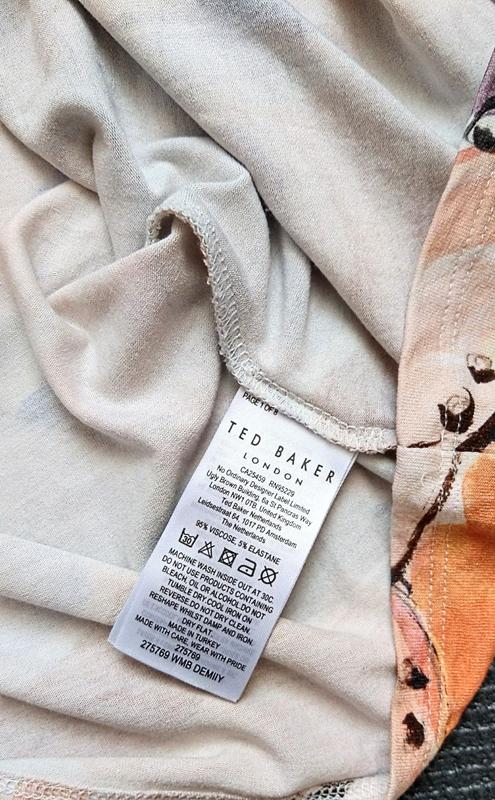 PAGE 1 OF 8
TED BAKER
LONDON
CA25459 RN95229
No Ordinary Designer Label Limited
Ugly Brown Building, 6a St Pancras Way
London NW1 0TB, United Kingdom
Ted Baker Netherlands
Leidsestraat 64, 1017 PD Amsterdam
The Netherlands
95% VISCOSE, 5% ELASTANE
30
MACHINE WASH INSIDE OUT AT 30C
DO NOT USE PRODUCTS CONTAINING
BLEACH, OIL OR ALCOHOL DO NOT
TUMBLE DRY.COOL IRON ON
REVERSE.DO NOT DRY CLEAN.
RESHAPE WHILST DAMP.AND IRON.
DRY FLAT.
MADE IN TURKEY
MADE WITH CARE, WEAR WITH PRIDE
275769
275769 WMB DEMIIY